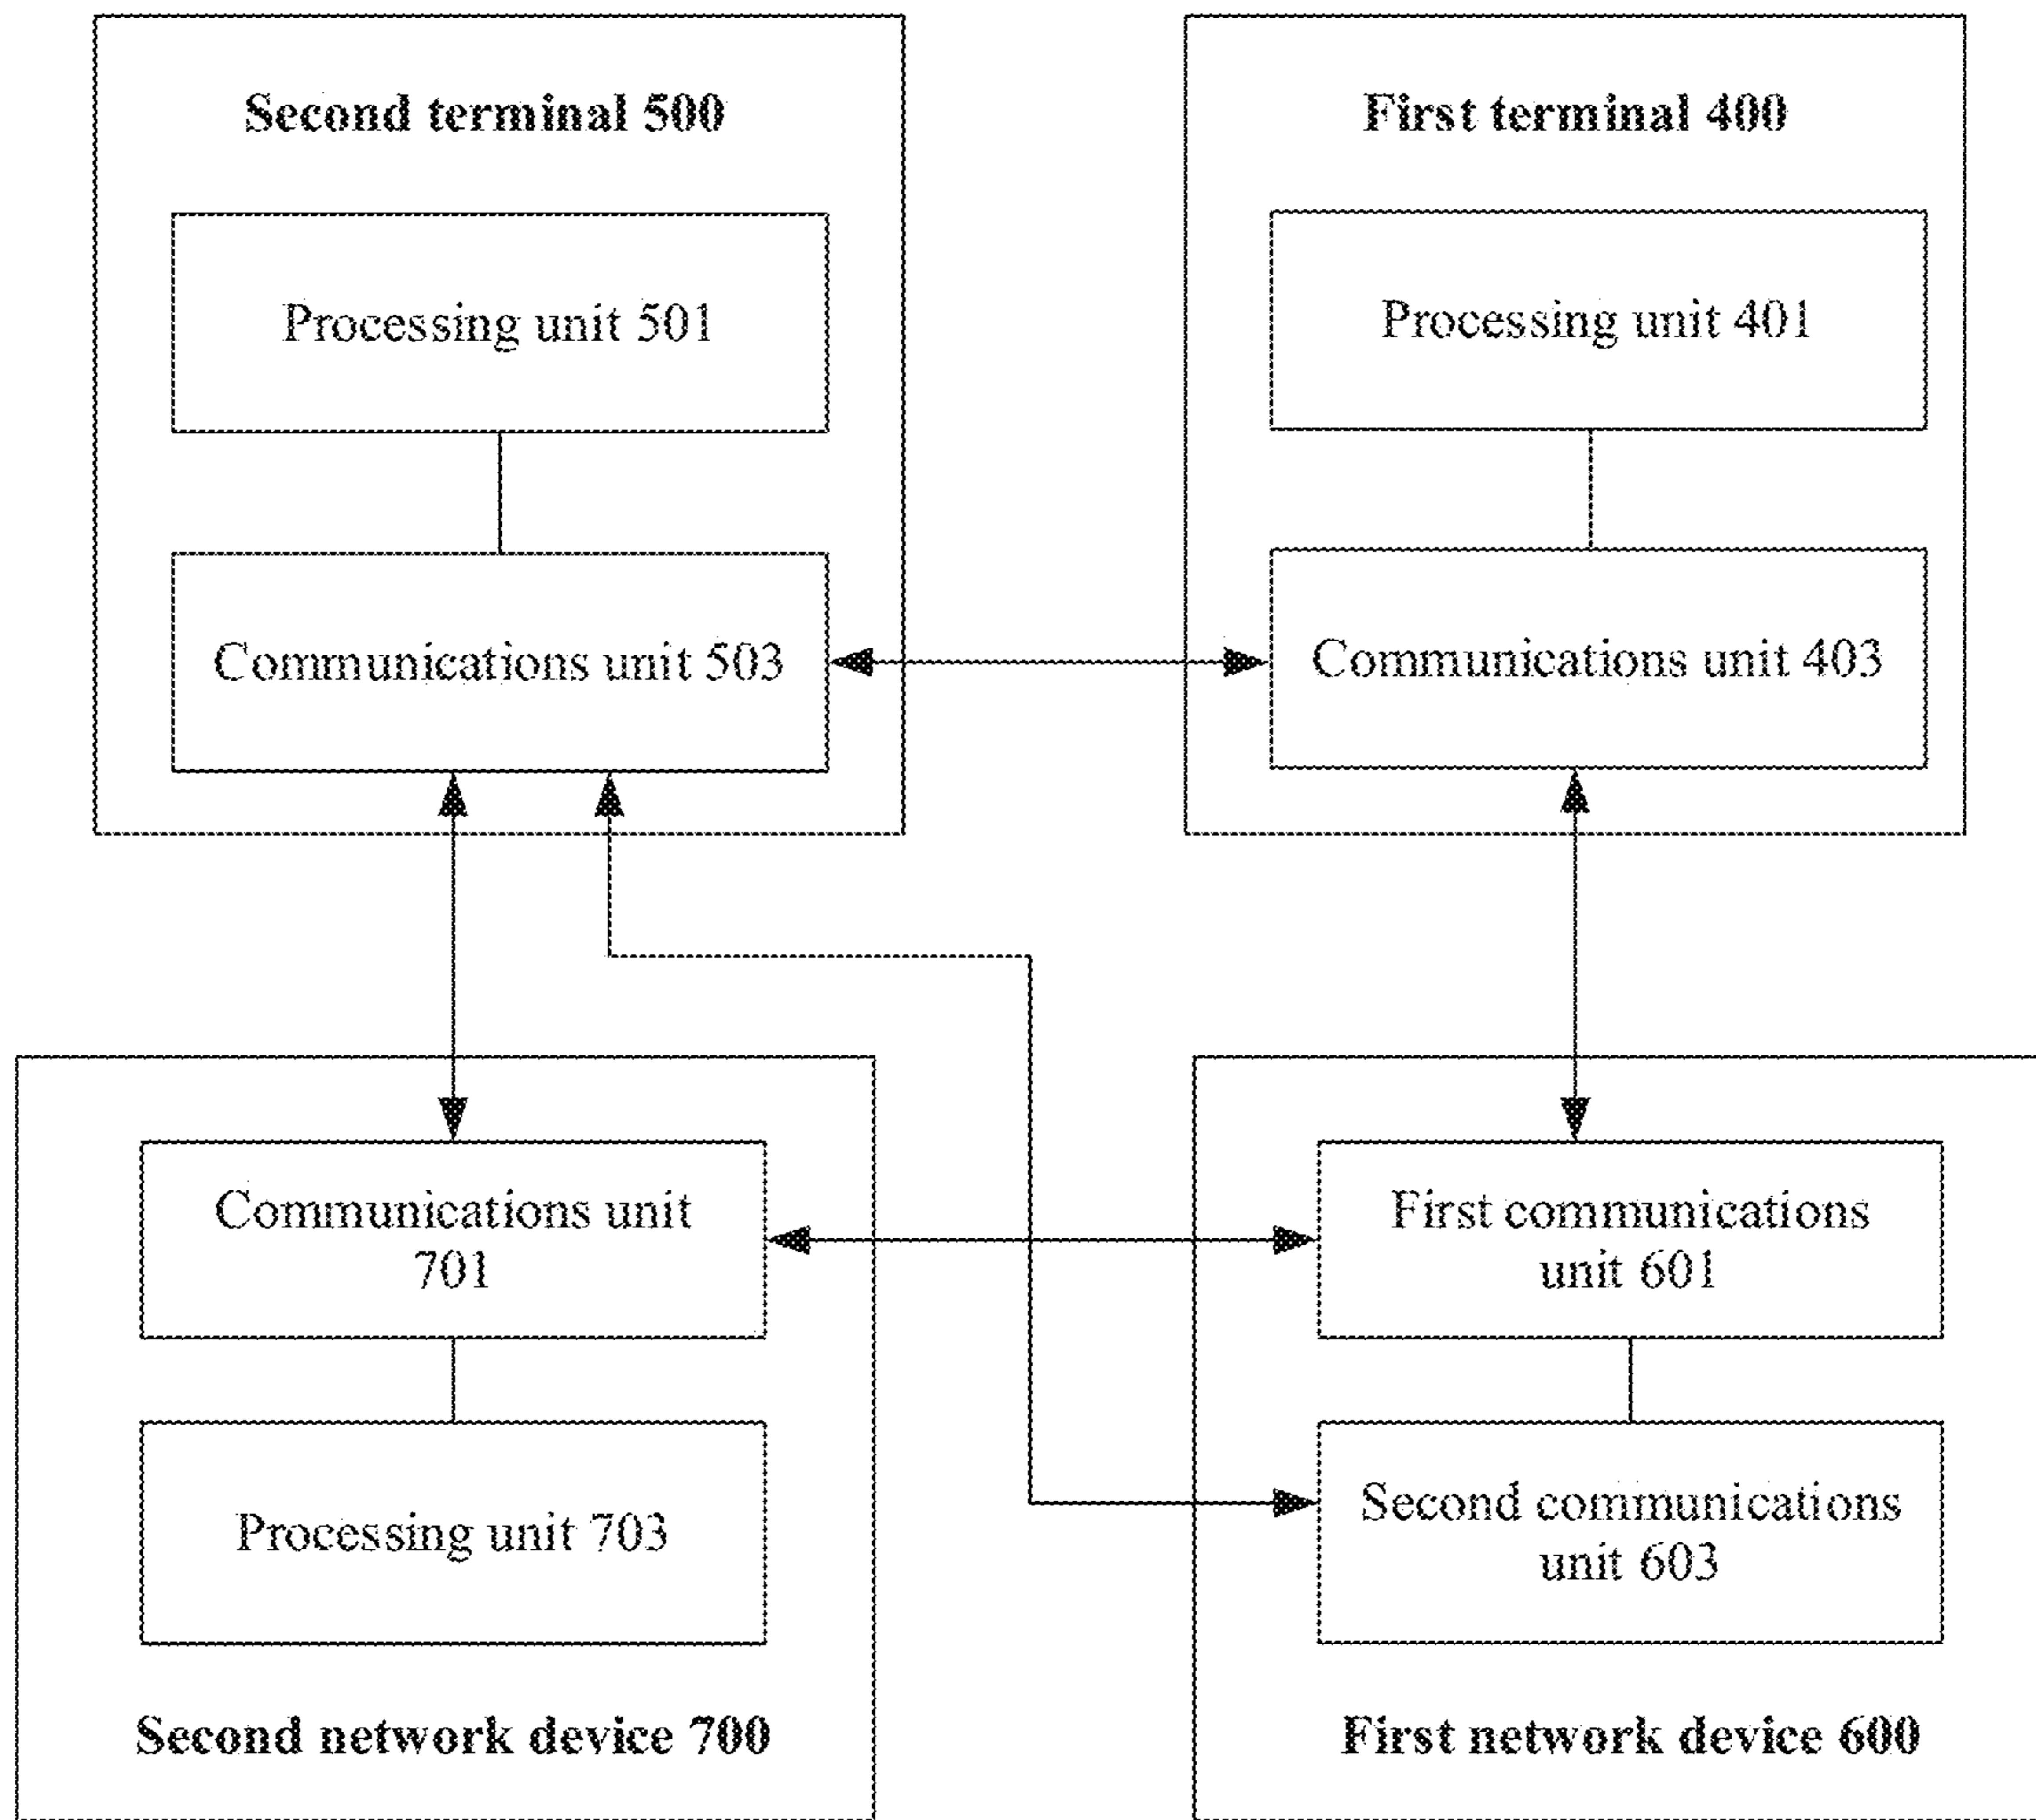 Second terminal 500
Processing unit 501
Communications unit 503
First terminal 400
Processing unit 401
Communications unit 403
Communications unit
701
Processing unit 703
Second network device 700
First communications
unit 601
Second communications
unit 603
First network device 600